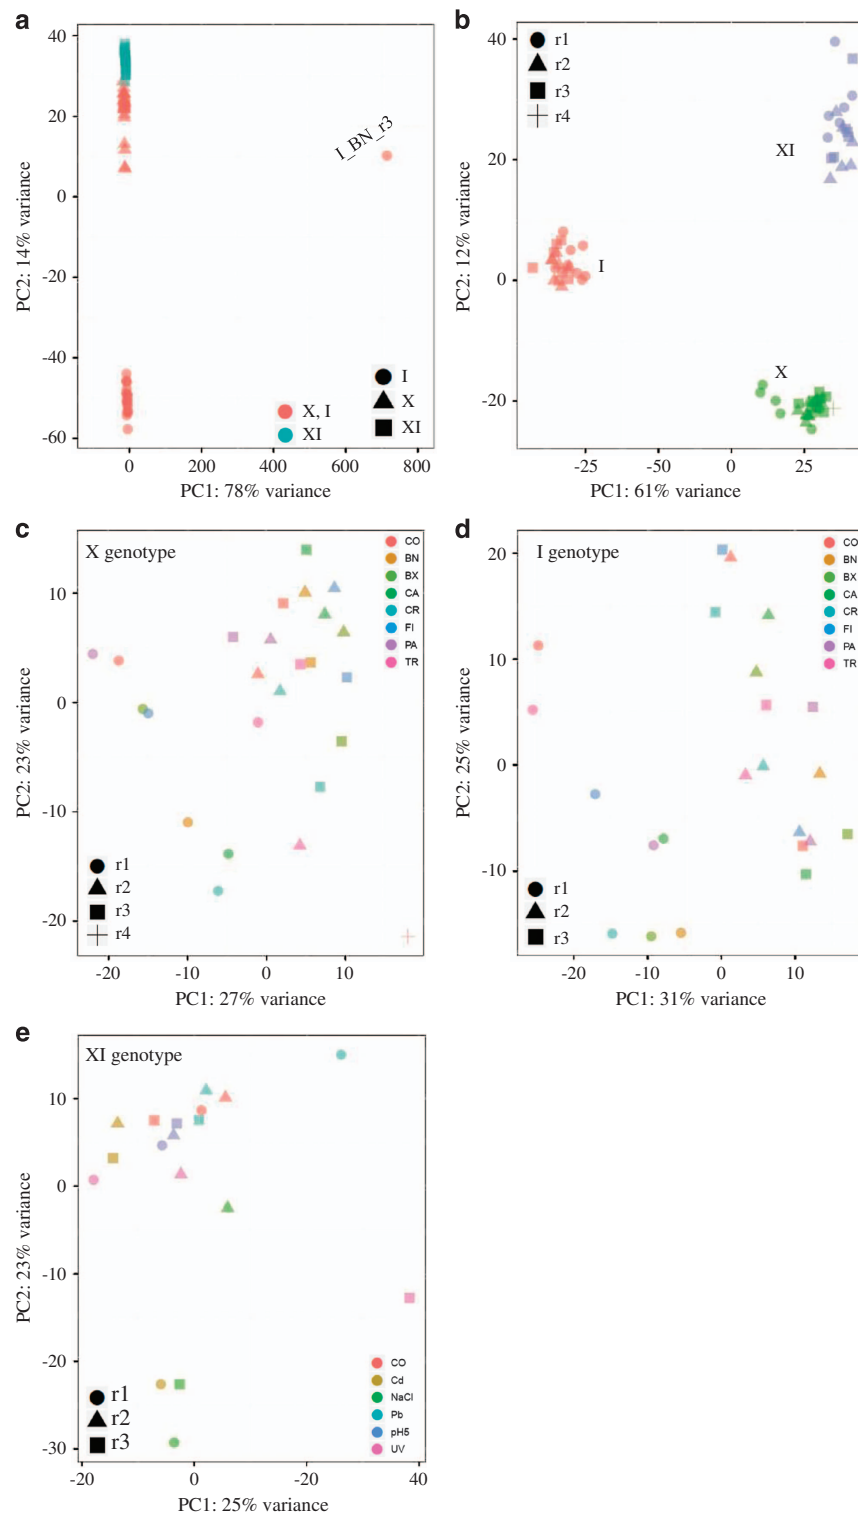 a
40
20
0
-20
-40
-60
PC2: 14% variance
I_BN_r3
X, I
XI
I
X
XI
0
200
400
600
800
PC1: 78% variance
b
r1
r2
r3
r4
40
20
0
-20
PC2: 12% variance
XI
I
X
-25
-50
0
25
PC1: 61% variance
c
X genotype
CO
BN
BX
CA
CR
FI
PA
TR
10
0
-10
-20
PC2: 23% variance
r1
r2
r3
r4
-20
-10
0
10
PC1: 27% variance
d
I genotype
CO
BN
BX
CA
CR
FI
PA
TR
20
10
0
-10
PC2: 25% variance
r1
r2
r3
-20
-10
0
10
PC1: 31% variance
e
XI genotype
10
0
-10
-20
-30
PC2: 23% variance
r1
r2
r3
CO
Cd
NaCl
Pb
pH5
UV
-20
0
-20
40
PC1: 25% variance